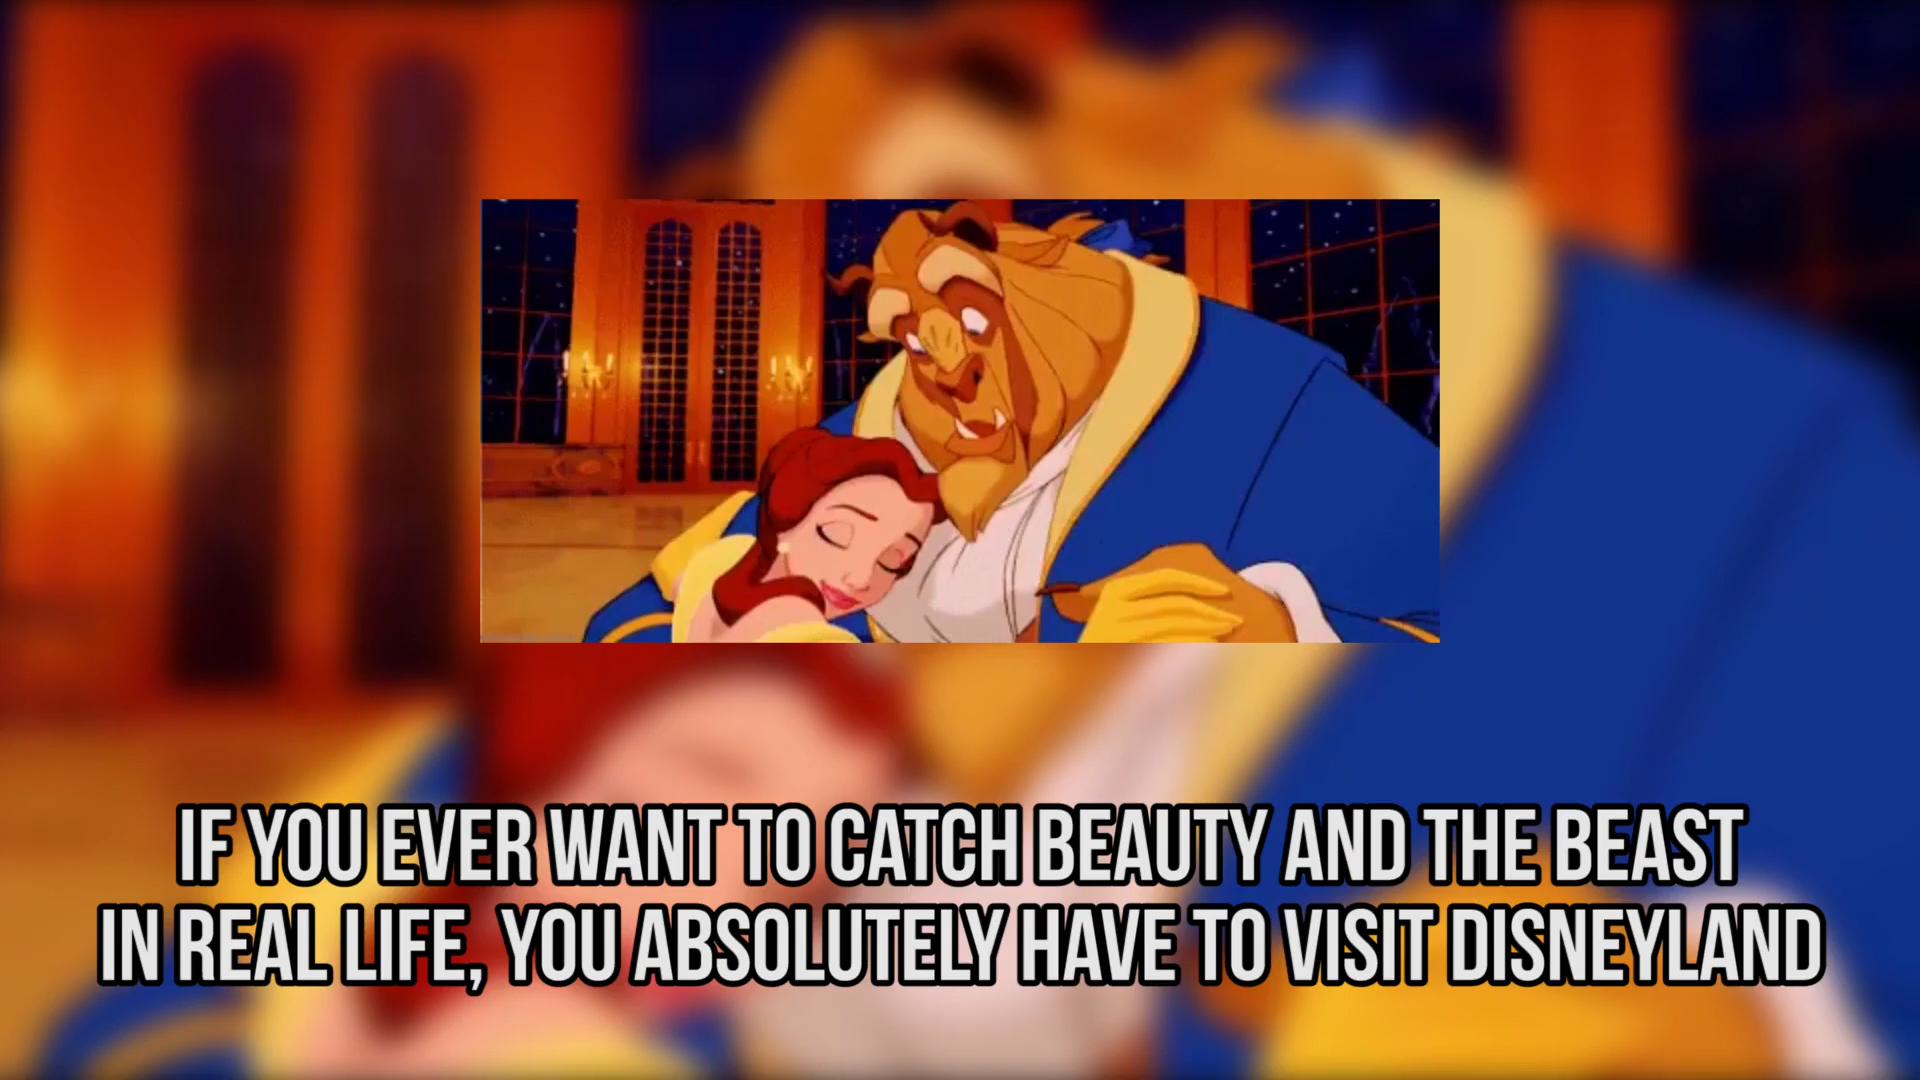 IF YOU EVER WANT TO CATCH BEAUTY AND THE BEAST
IN REAL LIFE, YOU ABSOLUTELY HAVE TO VISIT DISNEYLAND